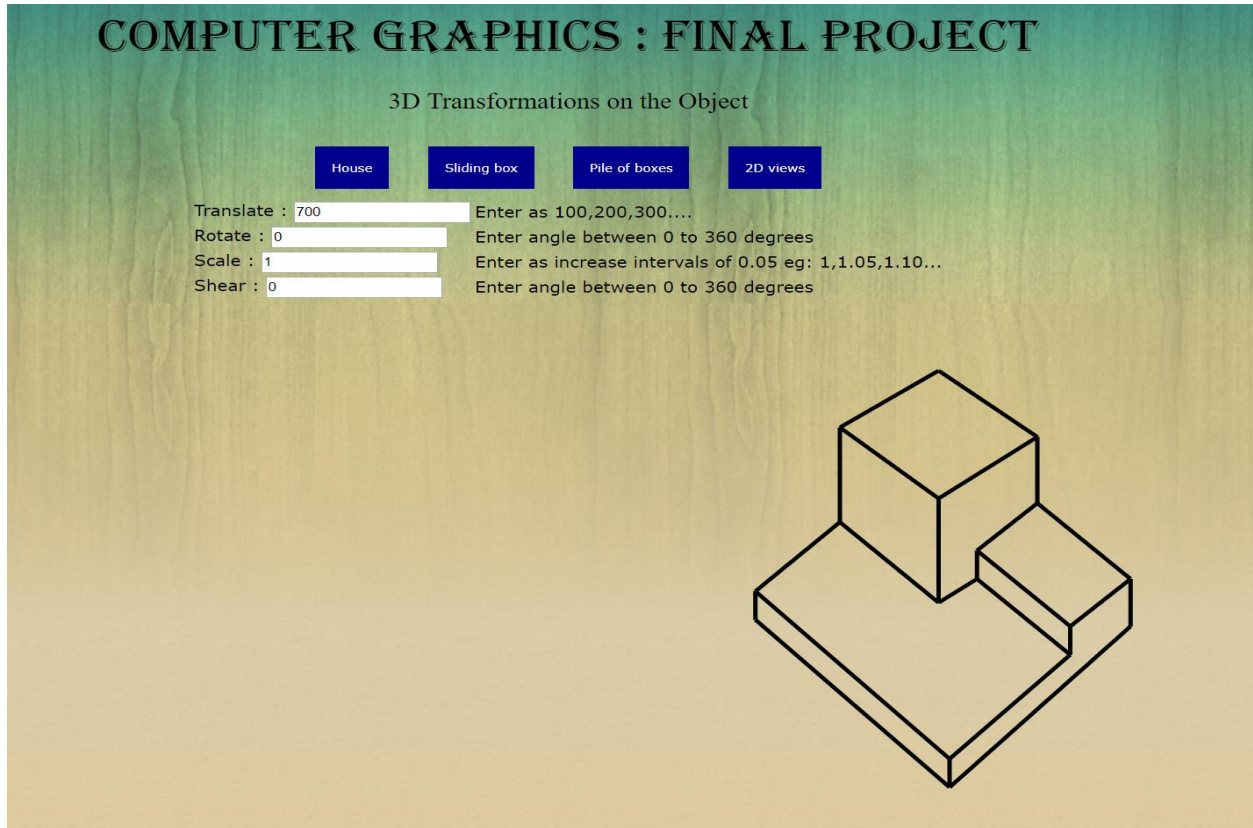 COMPUTER GRAPHICS : FINAL PROJECT
3D Transformations on the Object
House Sliding box Pile of boxes 2D views
Translate : 700 Enter as 100,200,300....
Rotate : 0 Enter angle between 0 to 360 degrees
Scale : 1 Enter as increase intervals of 0.05 eg: 1,1.05,1.10...
Shear : 0 Enter angle between 0 to 360 degrees